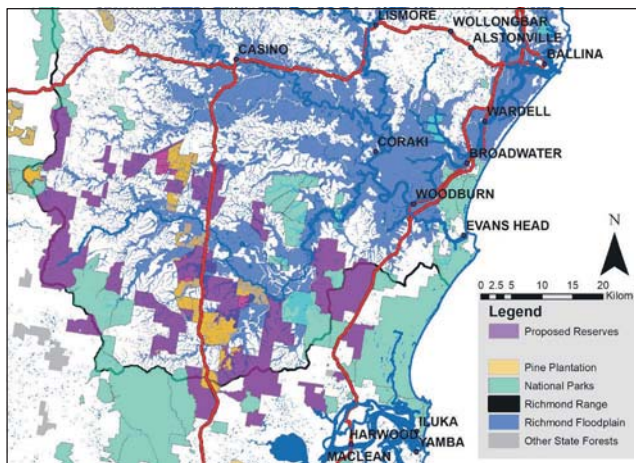 LISMORE
WOLLONGBAR
ALSTONVILLE
CASINO
BALLINA
WARDELL
CORAKI
BROADWATER
WOODBURN
EVANS HEAD
N
0 2.5 5 10 15 20
Kilom
Legend
Proposed Reserves
Pine Plantation
National Parks
Richmond Range
Richmond Floodplain
Other State Forests
ILUKA
HARWOOD
YAMBA
MACLEAN